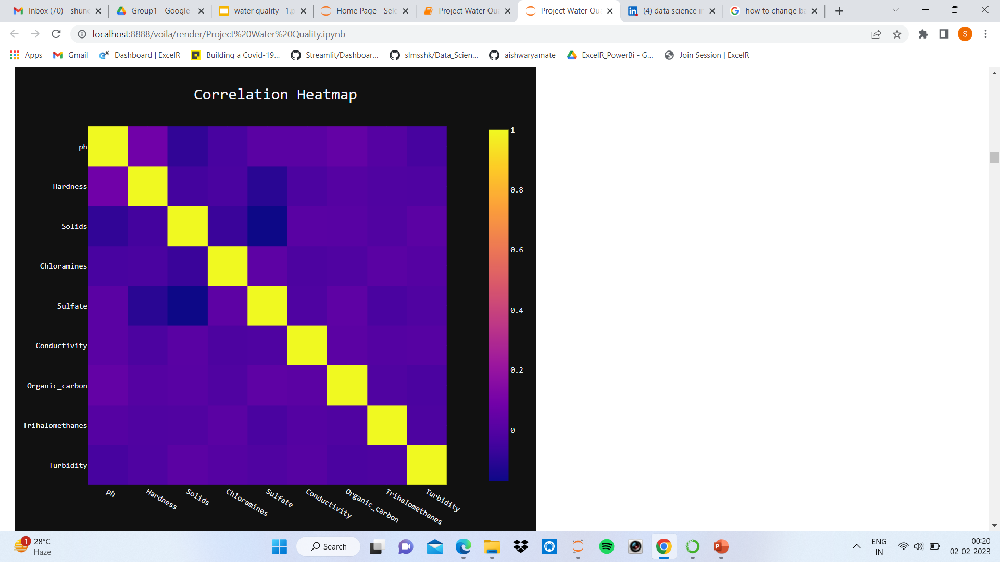 Inbox (70) - shund
Group1 - Google
water quality--1.p
Home Page - Sele
Project Water Qu
Project Water Qu
(4) data science in
how to change ba
localhost:8888/voila/render/Project%20Water%20Quality.ipynb
S
Apps
Gmail
Dashboard | ExcelR
Building a Covid-19...
Streamlit/Dashboar...
slmsshk/Data_Scien...
aishwaryamate
ExcelR_PowerBi - G...
Join Session | ExcelR
Correlation Heatmap
ph
Hardness
Solids
Chloramines
Sulfate
Conductivity
Organic_carbon
Trihalomethanes
Turbidity
ph
Hardness
Solids
Chloramines
Sulfate
Conductivity
Organic_carbon
Trihalomethanes
Turbidity
1
0.8
0.6
0.4
0.2
0
1
28°C
Haze
Search
ENG
IN
00:20
02-02-2023